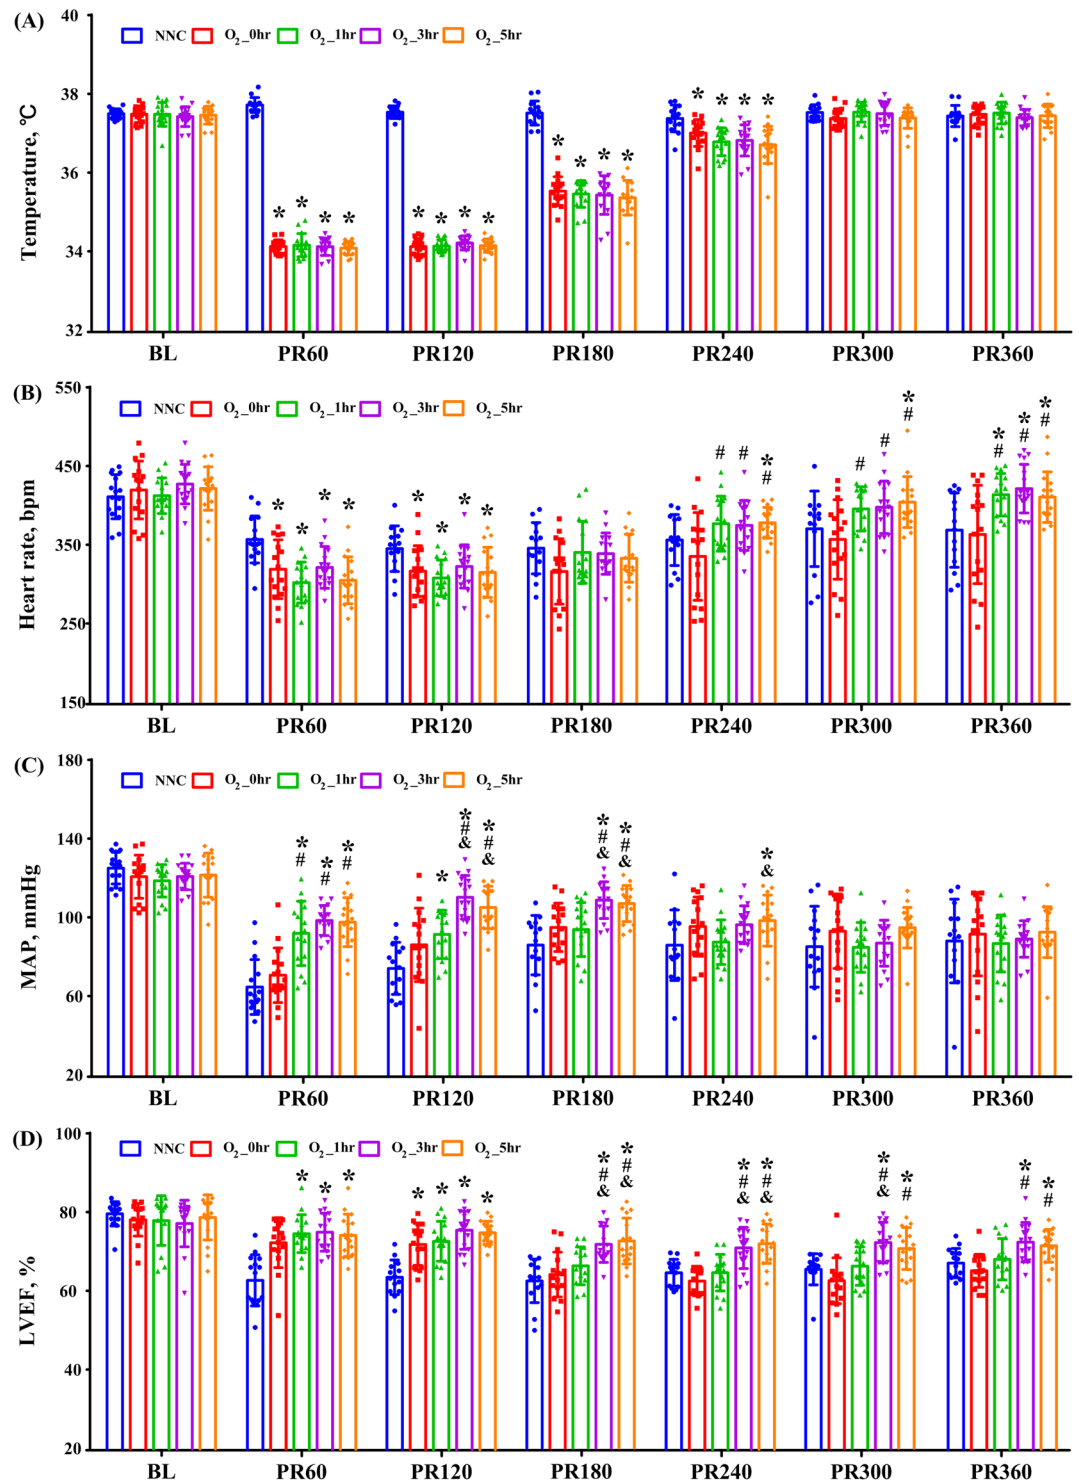 (A)
NNC O₂_0hr O₂_1hr O₂_3hr O₂_5hr
Temperature, °C
40
38
36
34
32
* * * *
* * * *
* * * *
* * * *
BL PR60 PR120 PR180 PR240 PR300 PR360
(B)
NNC O₂_0hr O₂_1hr O₂_3hr O₂_5hr
Heart rate, bpm
550
450
350
250
150
* * * *
* * * *
# # *#
# # *#
*# *# *#
BL PR60 PR120 PR180 PR240 PR300 PR360
(C)
NNC O₂_0hr O₂_1hr O₂_3hr O₂_5hr
MAP, mmHg
180
140
100
60
20
*# *# *#
* *#& *#&
*#& *#&
*&
BL PR60 PR120 PR180 PR240 PR300 PR360
(D)
NNC O₂_0hr O₂_1hr O₂_3hr O₂_5hr
LVEF, %
100
80
60
40
20
* * *
* * * *
*#& *#&
*#& *#&
*#& *#
*# *#
BL PR60 PR120 PR180 PR240 PR300 PR360